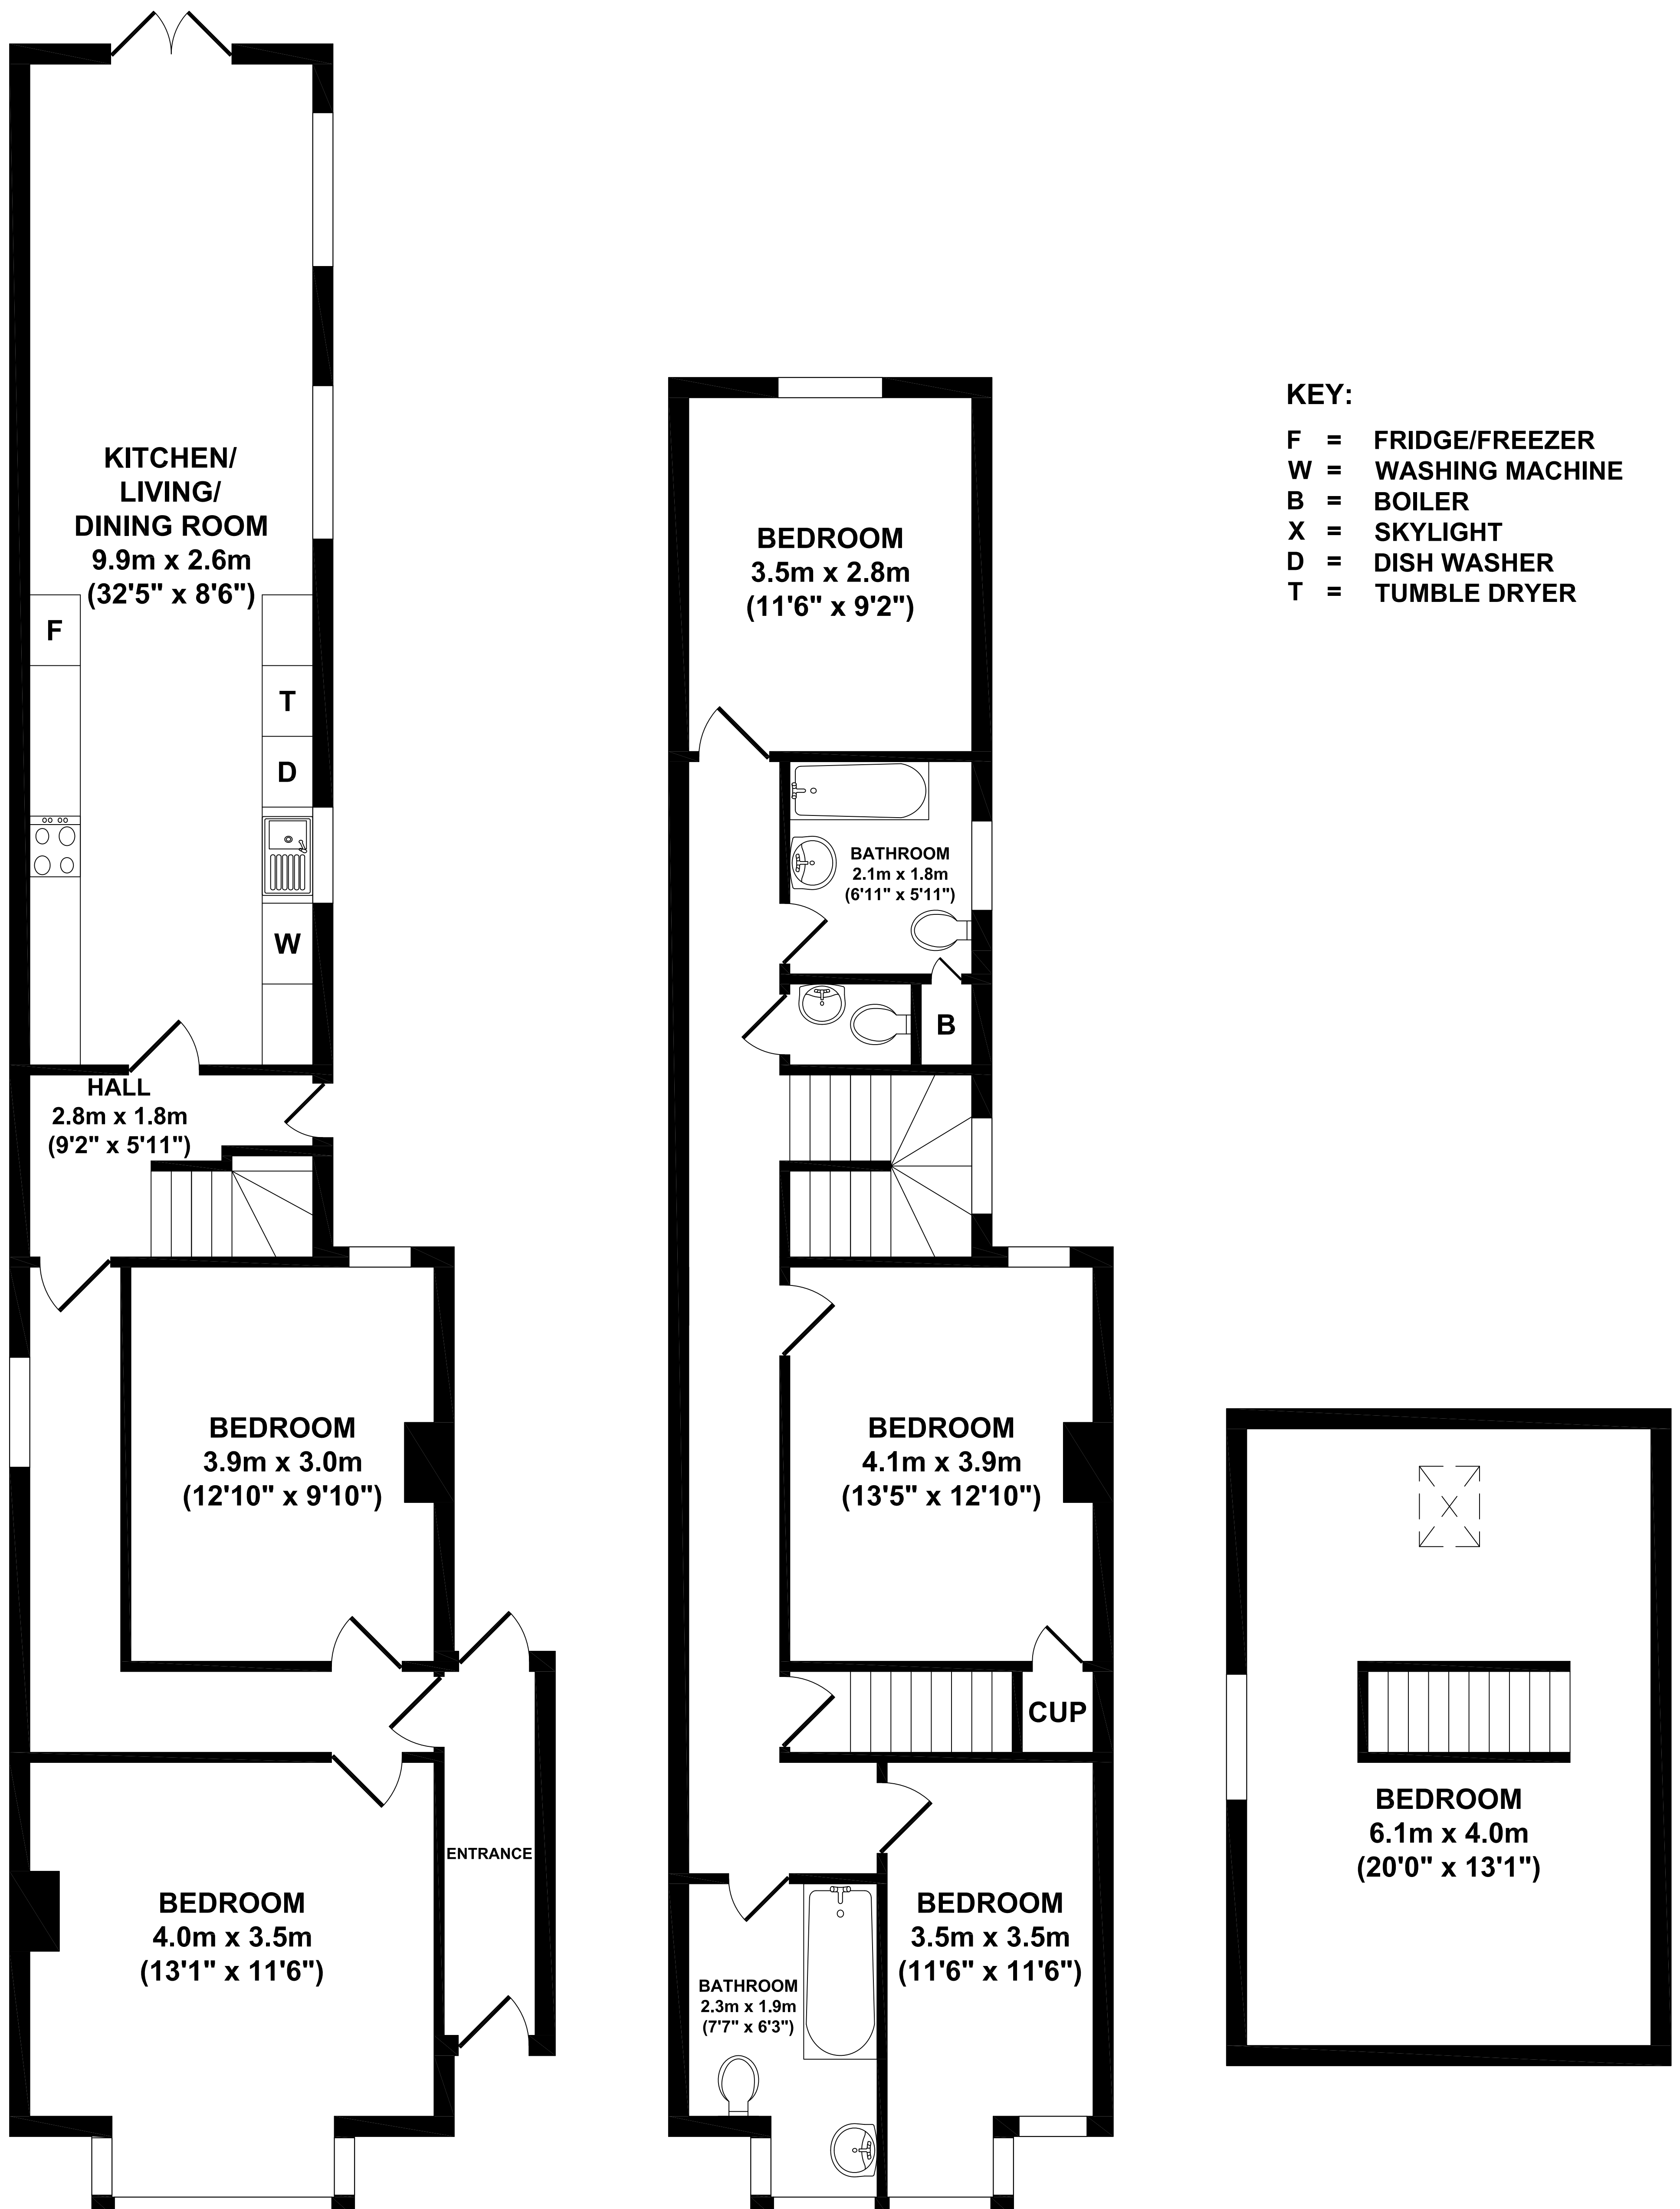 KITCHEN/
LIVING/
DINING ROOM
9.9m x 2.6m
(32'5" x 8'6")
F
T
D
W
HALL
2.8m x 1.8m
(9'2" x 5'11")
BEDROOM
3.9m x 3.0m
(12'10" x 9'10")
ENTRANCE
BEDROOM
4.0m x 3.5m
(13'1" x 11'6")
BEDROOM
3.5m x 2.8m
(11'6" x 9'2")
BATHROOM
2.1m x 1.8m
(6'11" x 5'11")
B
BEDROOM
4.1m x 3.9m
(13'5" x 12'10")
CUP
BEDROOM
3.5m x 3.5m
(11'6" x 11'6")
BATHROOM
2.3m x 1.9m
(7'7" x 6'3")
KEY:
F = FRIDGE/FREEZER
W = WASHING MACHINE
B = BOILER
X = SKYLIGHT
D = DISH WASHER
T = TUMBLE DRYER
BEDROOM
6.1m x 4.0m
(20'0" x 13'1")